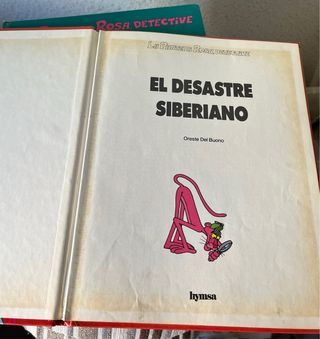 ROSA, DETECTIVE
La Pantera Rosa, DETECTIVE
EL DESASTRE
SIBERIANO
Oreste Del Buono
hymsa